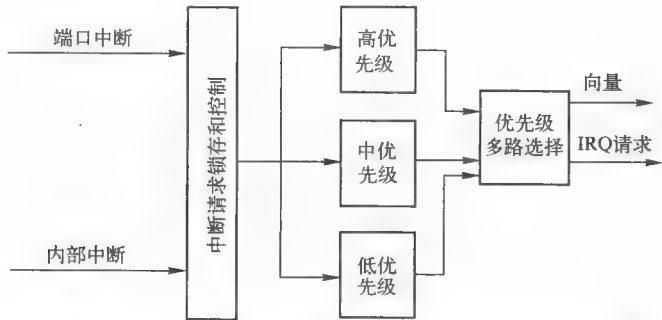 端口中断
内部中断
中断请求锁存和控制
高优
先级
中优
先级
低优
先级
优先级
多路选择
向量
IRQ请求